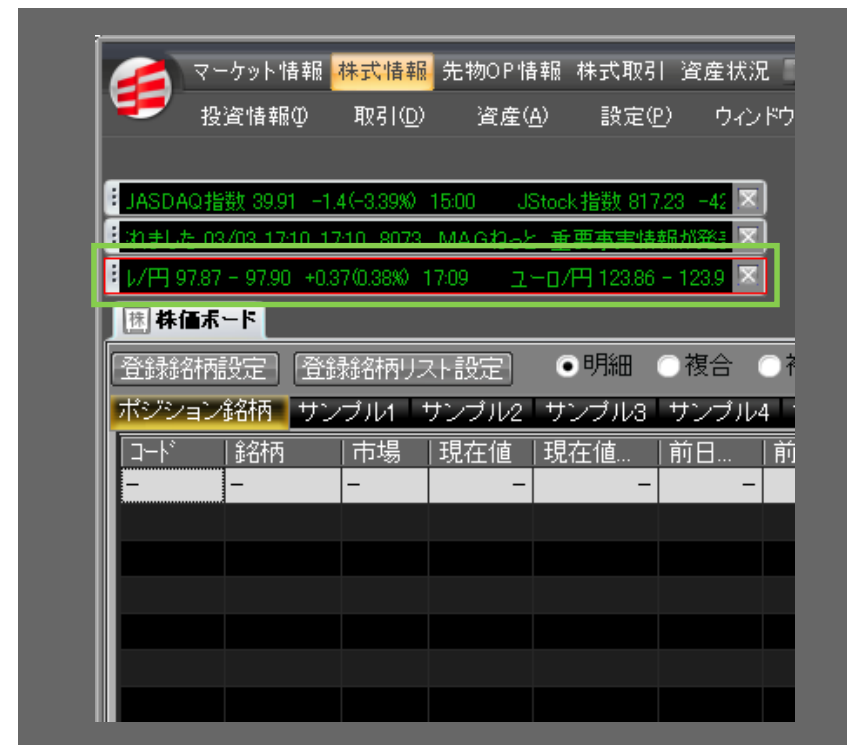 マーケット情報 株式情報 先物OP情報 株式取引 資産状況
投資情報(I) 取引(D) 資産(A) 設定(P) ウィンドウ
JASDAQ指数 39.91 -1.4(-3.39%) 15:00 JStock指数 817.23 -42
れました 03/03 17:10 17:10 8073 MAGねっと 重要事実情報が発表
ル/円 97.87 - 97.90 +0.37(0.38%) 17:09 ユーロ/円 123.86 - 123.9
株 株価ボード
登録銘柄設定 登録銘柄リスト設定 明細 複合
ポジション銘柄 サンプル1 サンプル2 サンプル3 サンプル4
コード 銘柄 市場 現在値 現在値... 前日... 前
- - - - - -